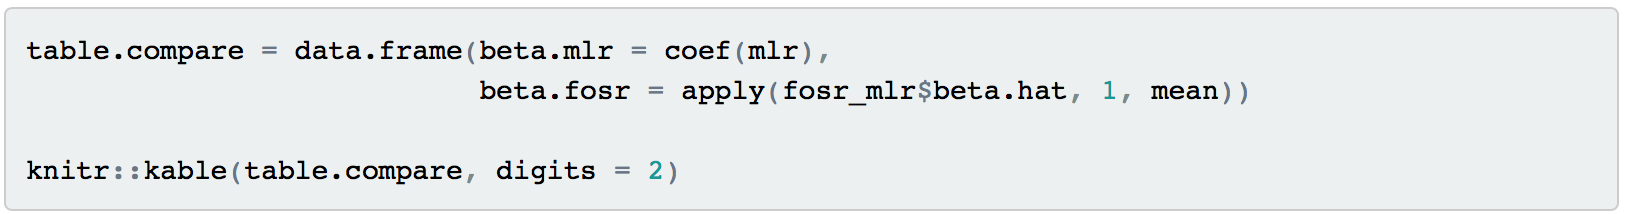 table.compare = data.frame(beta.mlr = coef(mlr),
                           beta.fosr = apply(fosr_mlr$beta.hat, 1, mean))
knitr::kable(table.compare, digits = 2)